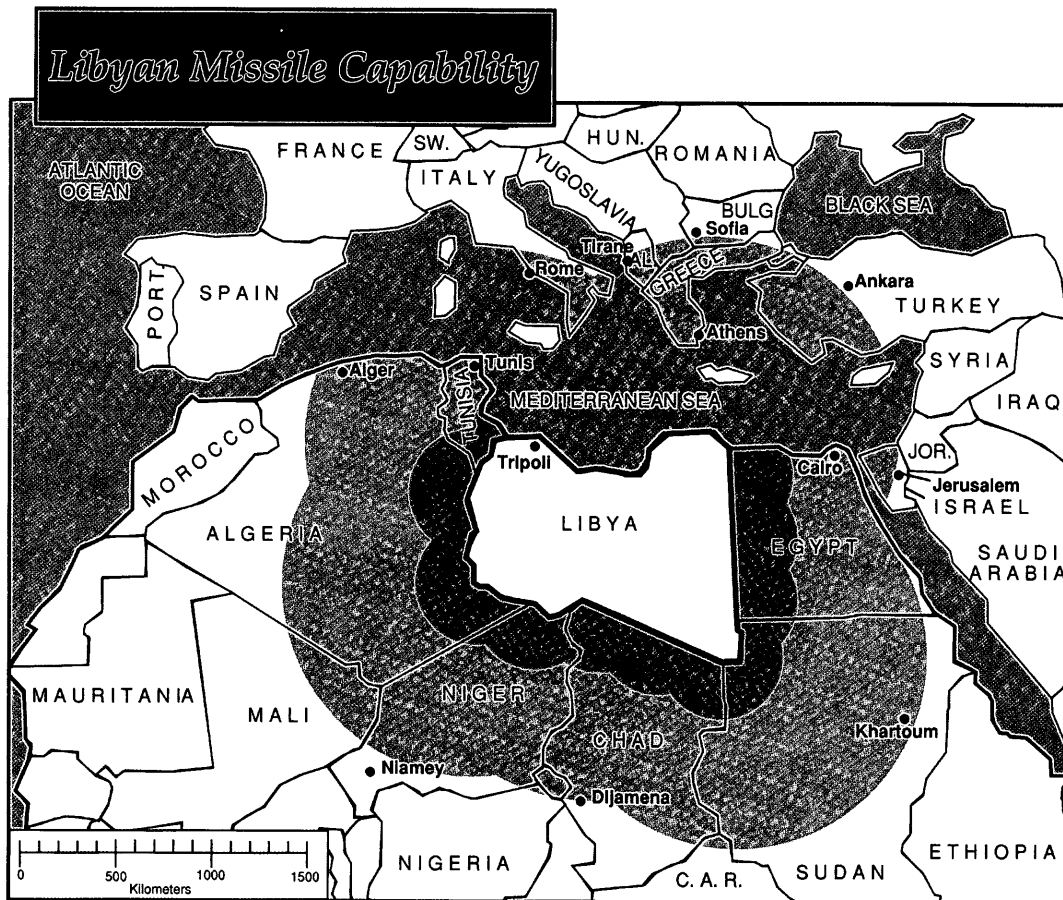 Libyan Missile Capability
ATLANTIC
OCEAN
FRANCE
SW.
HUN.
ROMANIA
ITALY
YUGOSLAVIA
BULG
Sofia
BLACK SEA
Tirane
AL.
GREECE
Rome
Ankara
TURKEY
PORT
SPAIN
Athens
SYRIA
IRAQ
Alger
Tunis
TUNISIA
MEDITERRANEAN SEA
MOROCCO
Tripoli
Cairo
JOR.
Jerusalem
ISRAEL
ALGERIA
LIBYA
EGYPT
SAUDI
ARABIA
MAURITANIA
MALI
NIGER
CHAD
Khartoum
Niamey
Dijamena
NIGERIA
C.A.R.
SUDAN
ETHIOPIA
0 500 1000 1500
Kilometers